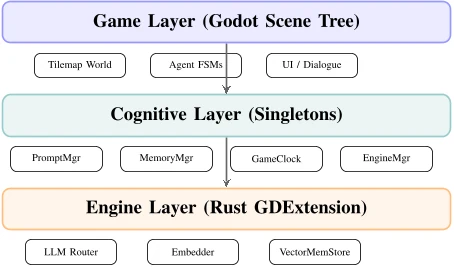 Game Layer (Godot Scene Tree)
Tilemap World Agent FSMs UI / Dialogue
Cognitive Layer (Singletons)
PromptMgr MemoryMgr GameClock EngineMgr
Engine Layer (Rust GDExtension)
LLM Router Embedder VectorMemStore